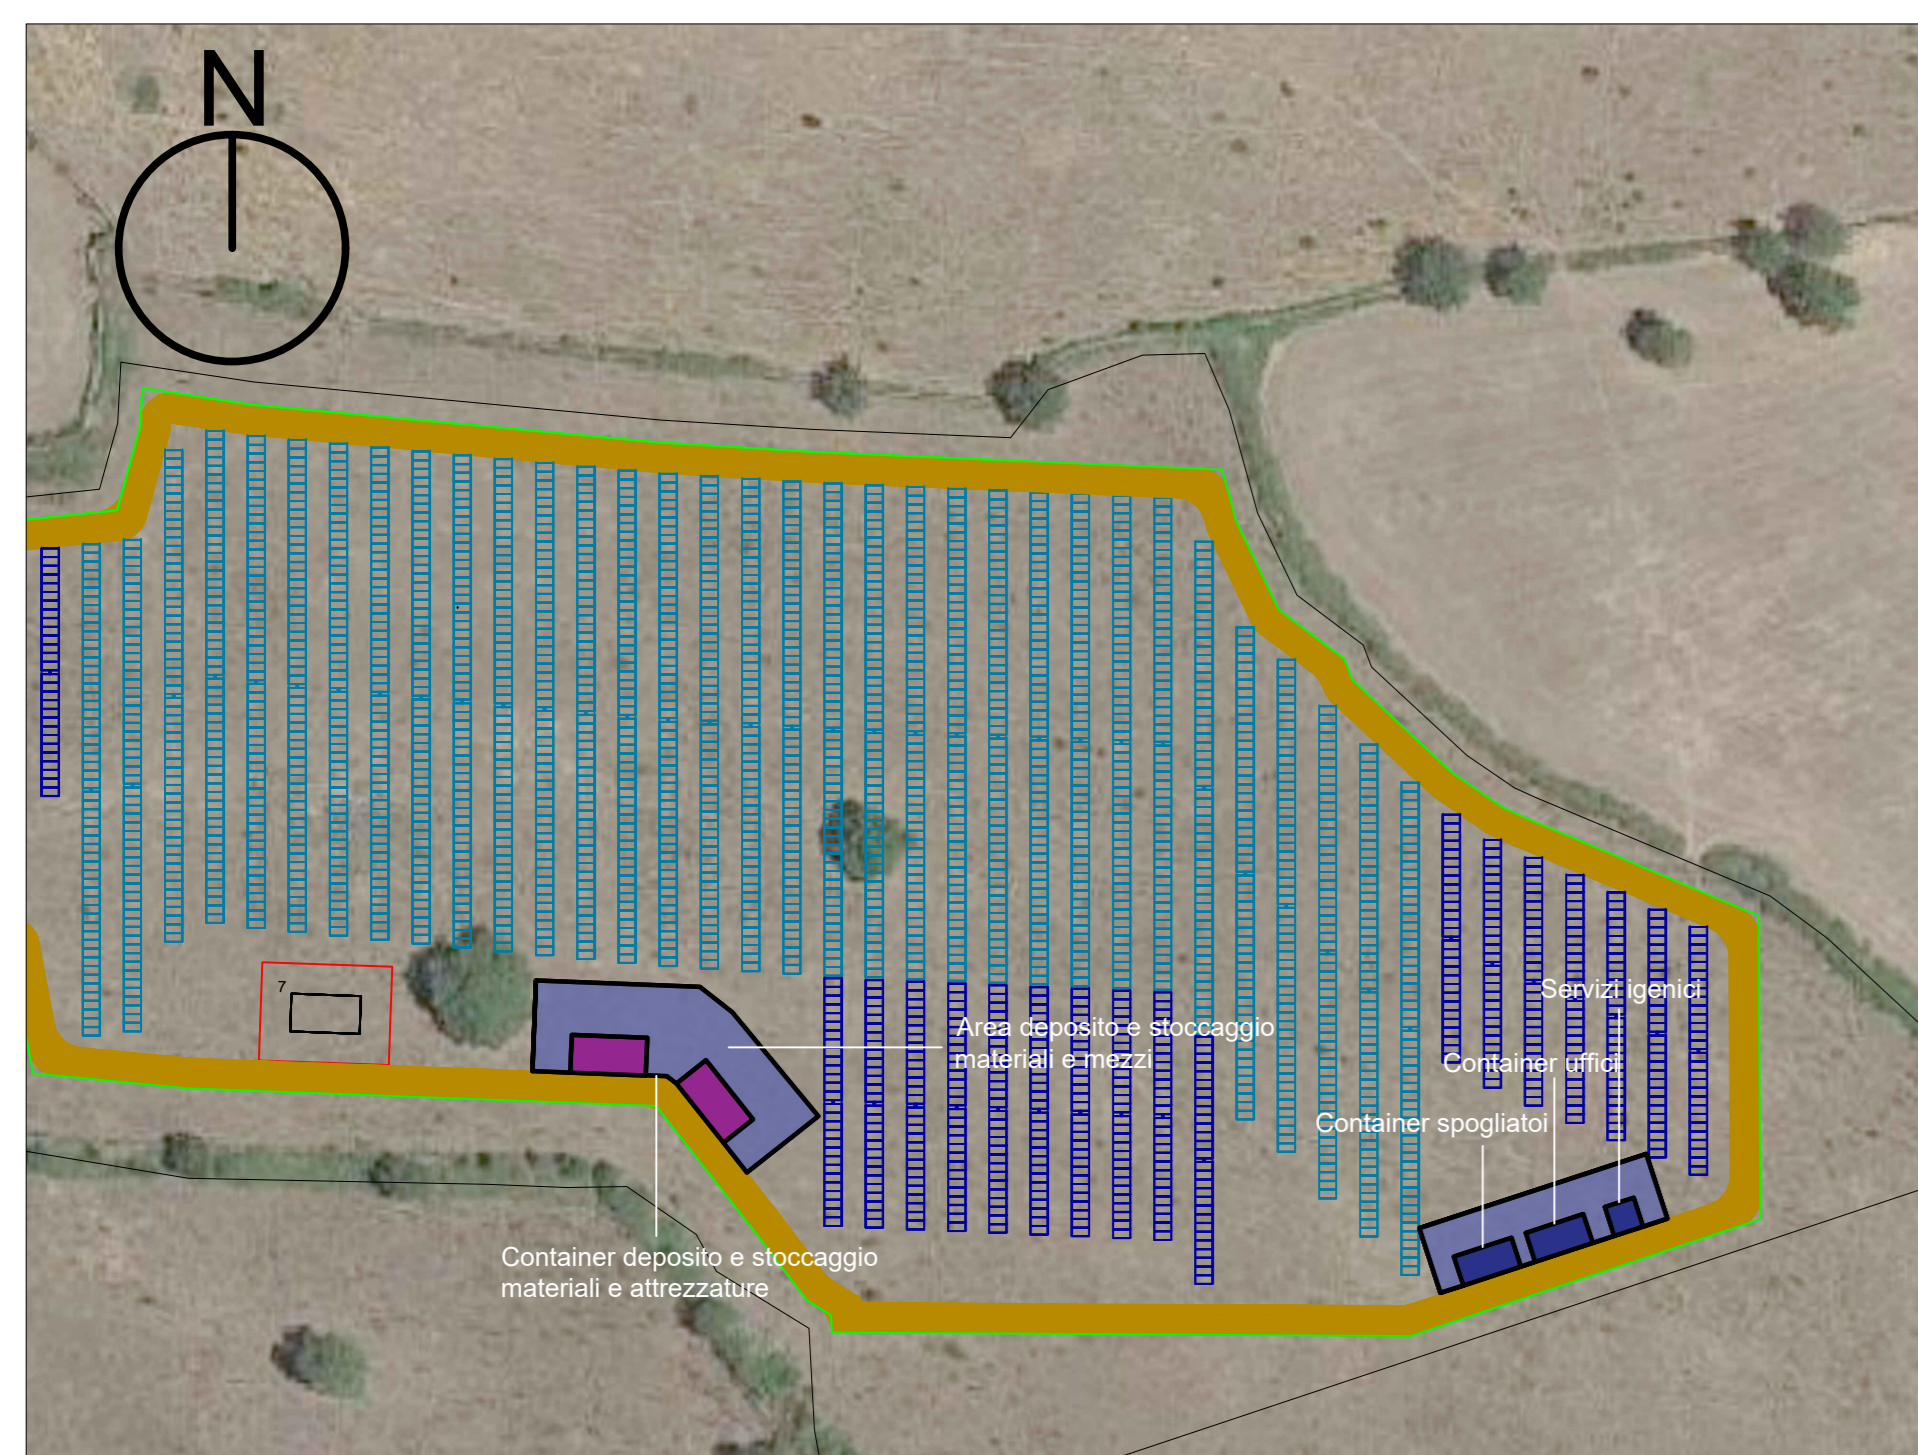 N
7
Servizi igenici
Area deposito e stoccaggio
materiali e mezzi
Container uffici
Container spogliatoi
Container deposito e stoccaggio
materiali e attrezzature